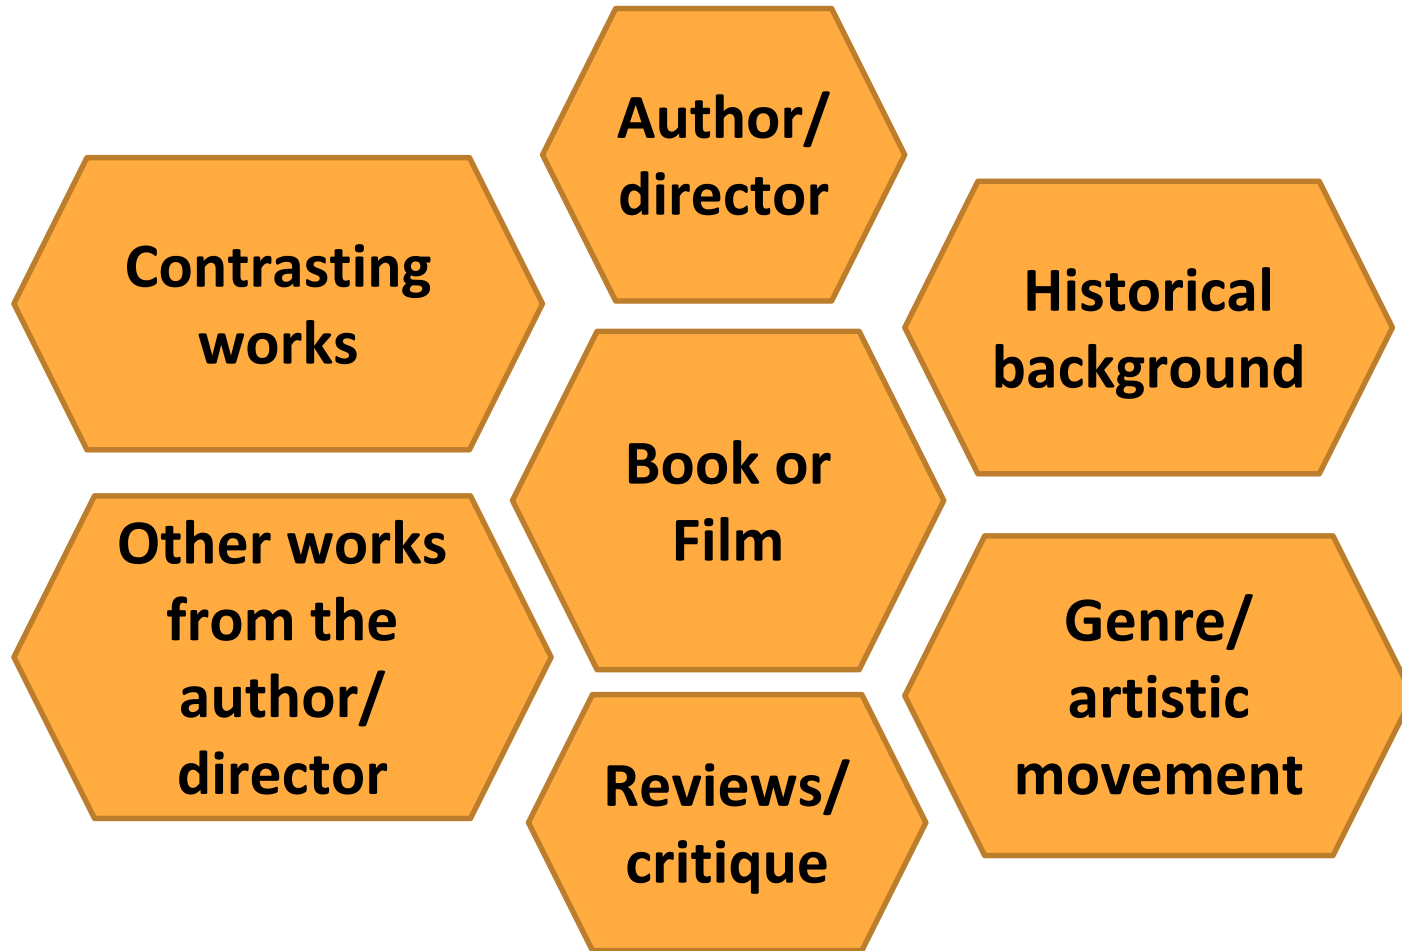 Author/
director
Contrasting
works
Historical
background
Book or
Film
Other works
from the
author/
director
Genre/
artistic
movement
Reviews/
critique